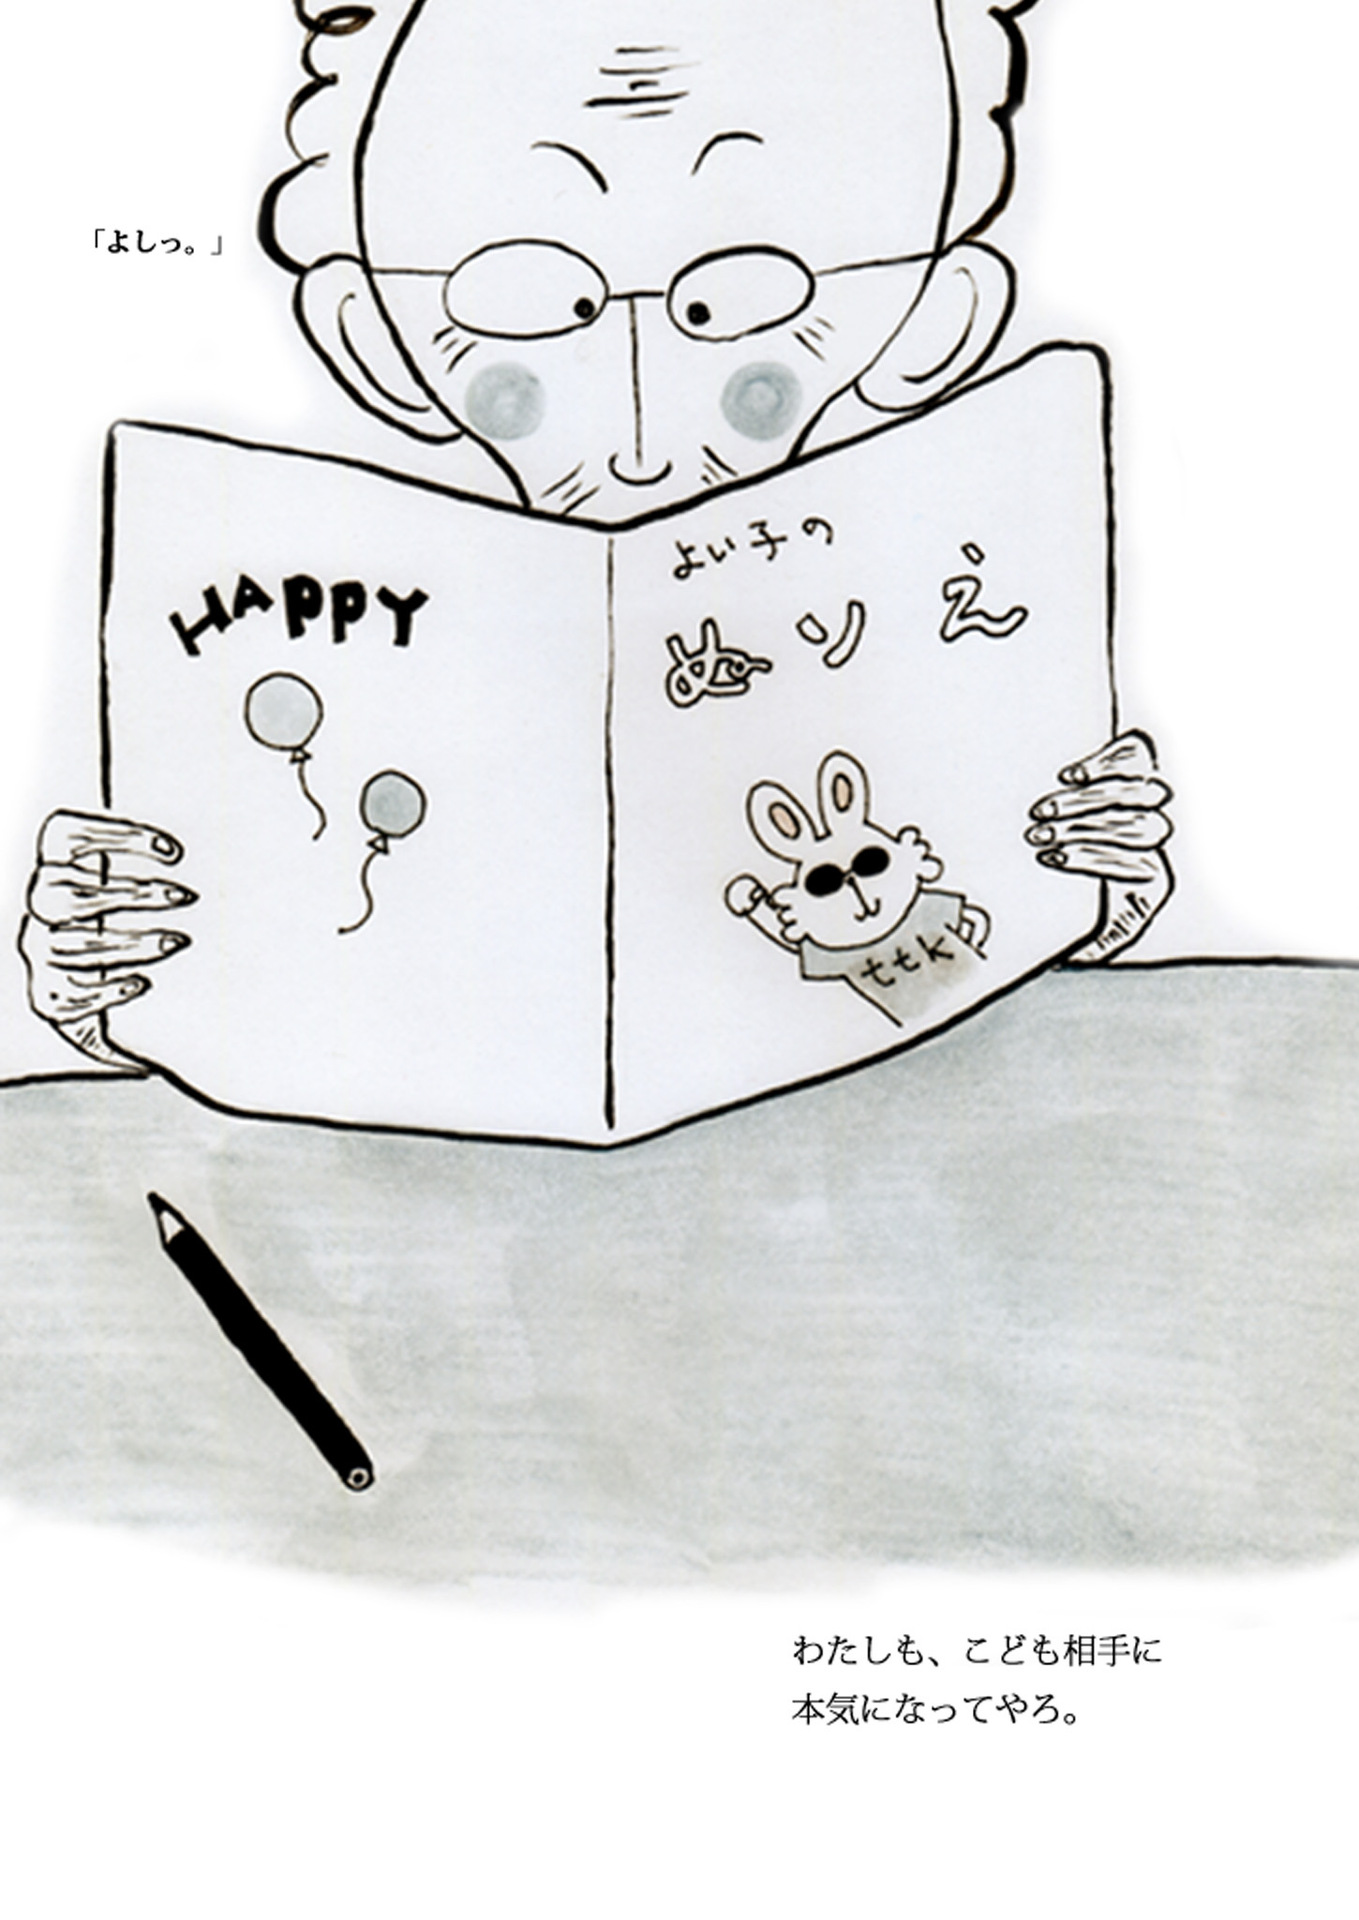 「よしっ。」
HAPPY
よい子の
ぬりえ
ttk
わたしも、こども相手に
本気になってやろ。